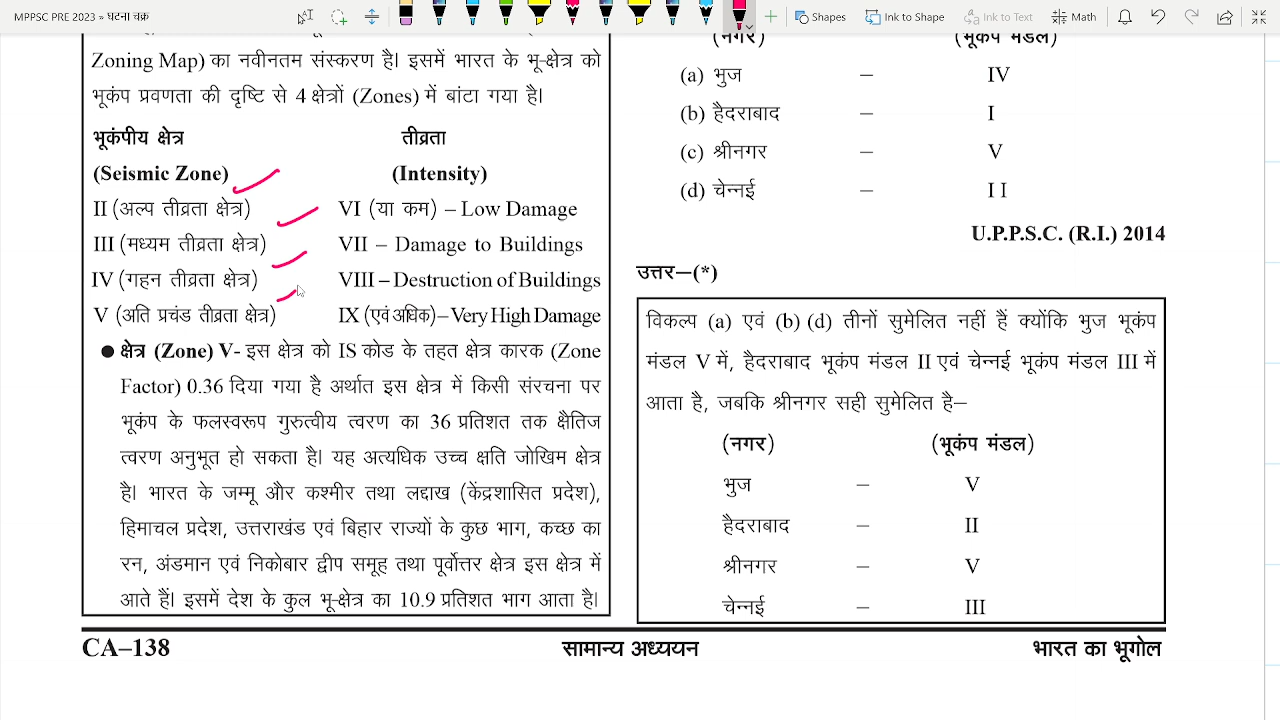 MPPSC PRE 2023 » घटना चक्र
Shapes
Ink to Shape
Ink to Text
Math
Zoning Map) का नवीनतम संस्करण है। इसमें भारत के भू-क्षेत्र को
भूकंप प्रवणता की दृष्टि से 4 क्षेत्रों (Zones) में बांटा गया है।
भूकंपीय क्षेत्र तीव्रता
(Seismic Zone) (Intensity)
II (अल्प तीव्रता क्षेत्र) VI (या कम) – Low Damage
III (मध्यम तीव्रता क्षेत्र) VII – Damage to Buildings
IV (गहन तीव्रता क्षेत्र) VIII – Destruction of Buildings
V (अति प्रचंड तीव्रता क्षेत्र) IX (एवं अधिक)– Very High Damage
● क्षेत्र (Zone) V- इस क्षेत्र को IS कोड के तहत क्षेत्र कारक (Zone
Factor) 0.36 दिया गया है अर्थात इस क्षेत्र में किसी संरचना पर
भूकंप के फलस्वरूप गुरुत्वीय त्वरण का 36 प्रतिशत तक क्षैतिज
त्वरण अनुभूत हो सकता है। यह अत्यधिक उच्च क्षति जोखिम क्षेत्र
है। भारत के जम्मू और कश्मीर तथा लद्दाख (केंद्रशासित प्रदेश),
हिमाचल प्रदेश, उत्तराखंड एवं बिहार राज्यों के कुछ भाग, कच्छ का
रन, अंडमान एवं निकोबार द्वीप समूह तथा पूर्वोत्तर क्षेत्र इस क्षेत्र में
आते हैं। इसमें देश के कुल भू-क्षेत्र का 10.9 प्रतिशत भाग आता है।
(नगर) (भूकंप मंडल)
(a) भुज – IV
(b) हैदराबाद – I
(c) श्रीनगर – V
(d) चेन्नई – I I
U.P.P.S.C. (R.I.) 2014
उत्तर–(*)
विकल्प (a) एवं (b) (d) तीनों सुमेलित नहीं हैं क्योंकि भुज भूकंप
मंडल V में, हैदराबाद भूकंप मंडल II एवं चेन्नई भूकंप मंडल III में
आता है, जबकि श्रीनगर सही सुमेलित है–
(नगर) (भूकंप मंडल)
भुज – V
हैदराबाद – II
श्रीनगर – V
चेन्नई – III
CA–138 सामान्य अध्ययन भारत का भूगोल